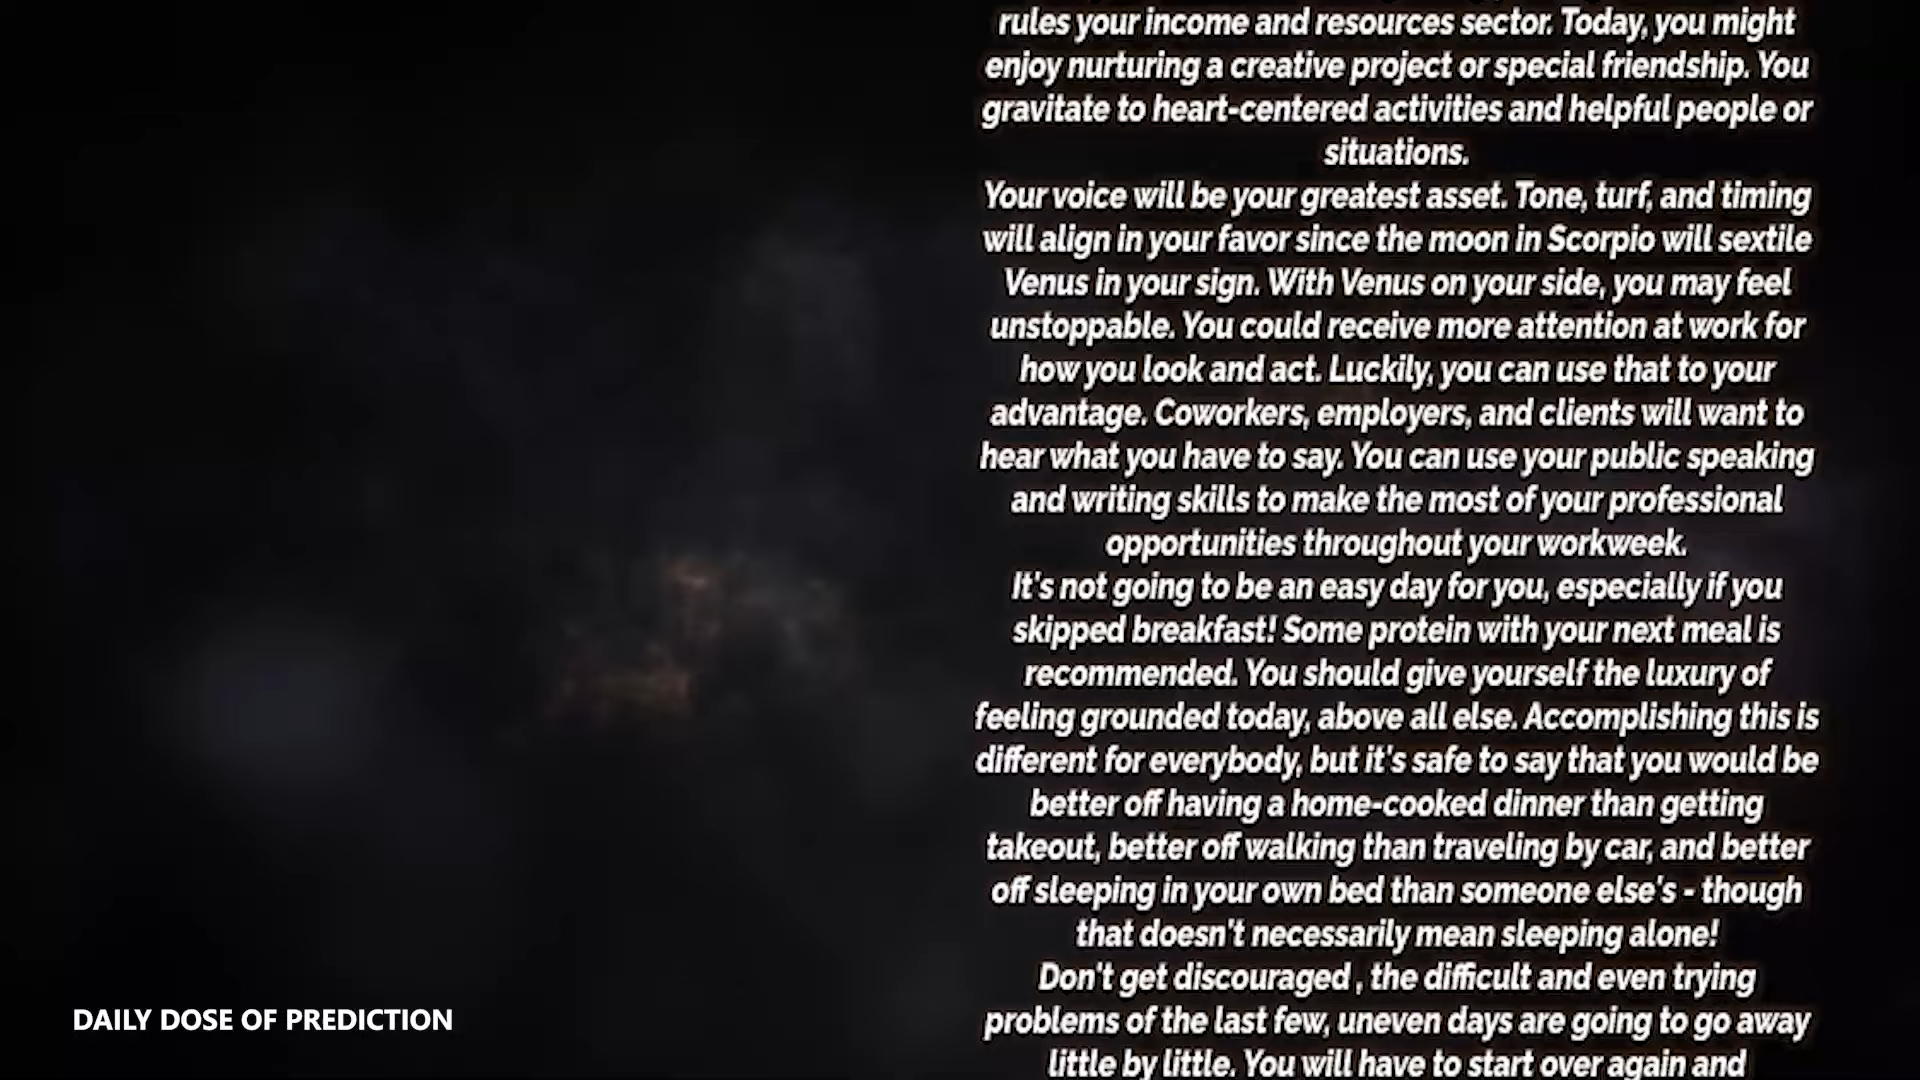 rules your income and resources sector. Today, you might
enjoy nurturing a creative project or special friendship. You
gravitate to heart-centered activities and helpful people or
situations.
Your voice will be your greatest asset. Tone, turf, and timing
will align in your favor since the moon in Scorpio will sextile
Venus in your sign. With Venus on your side, you may feel
unstoppable. You could receive more attention at work for
how you look and act. Luckily, you can use that to your
advantage. Coworkers, employers, and clients will want to
hear what you have to say. You can use your public speaking
and writing skills to make the most of your professional
opportunities throughout your workweek.
It's not going to be an easy day for you, especially if you
skipped breakfast! Some protein with your next meal is
recommended. You should give yourself the luxury of
feeling grounded today, above all else. Accomplishing this is
different for everybody, but it's safe to say that you would be
better off having a home-cooked dinner than getting
takeout, better off walking than traveling by car, and better
off sleeping in your own bed than someone else's - though
that doesn't necessarily mean sleeping alone!
Don't get discouraged , the difficult and even trying
problems of the last few, uneven days are going to go away
little by little. You will have to start over again and
DAILY DOSE OF PREDICTION